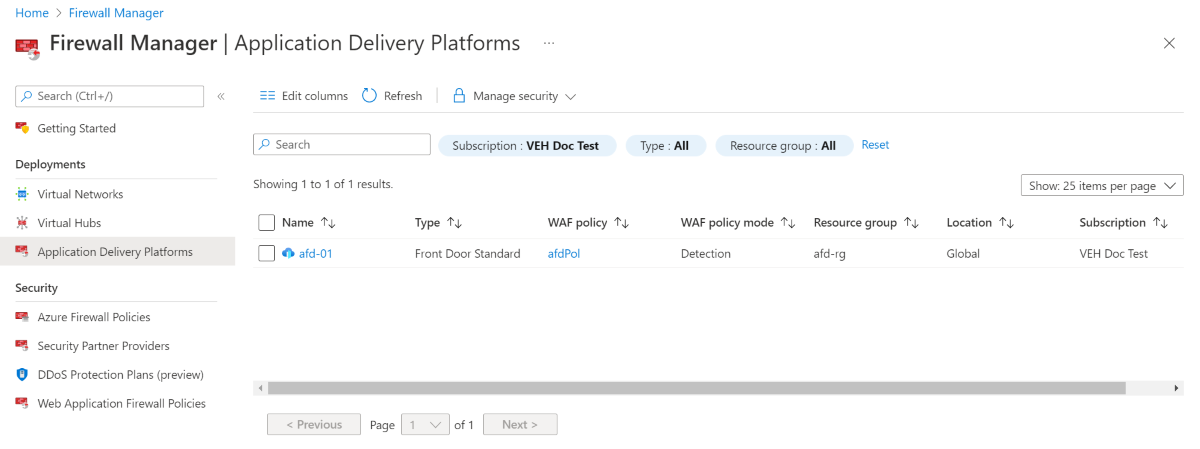 Home > Firewall Manager
Firewall Manager | Application Delivery Platforms ...
Search (Ctrl+/)
«
Getting Started
Deployments
Virtual Networks
Virtual Hubs
Application Delivery Platforms
Security
Azure Firewall Policies
Security Partner Providers
DDoS Protection Plans (preview)
Web Application Firewall Policies
Edit columns Refresh Manage security
Search Subscription : VEH Doc Test Type : All Resource group : All Reset
Showing 1 to 1 of 1 results.
Show: 25 items per page
Name ↑↓ Type ↑↓ WAF policy ↑↓ WAF policy mode ↑↓ Resource group ↑↓ Location ↑↓ Subscription ↑↓
afd-01 Front Door Standard afdPol Detection afd-rg Global VEH Doc Test
< Previous Page 1 of 1 Next >